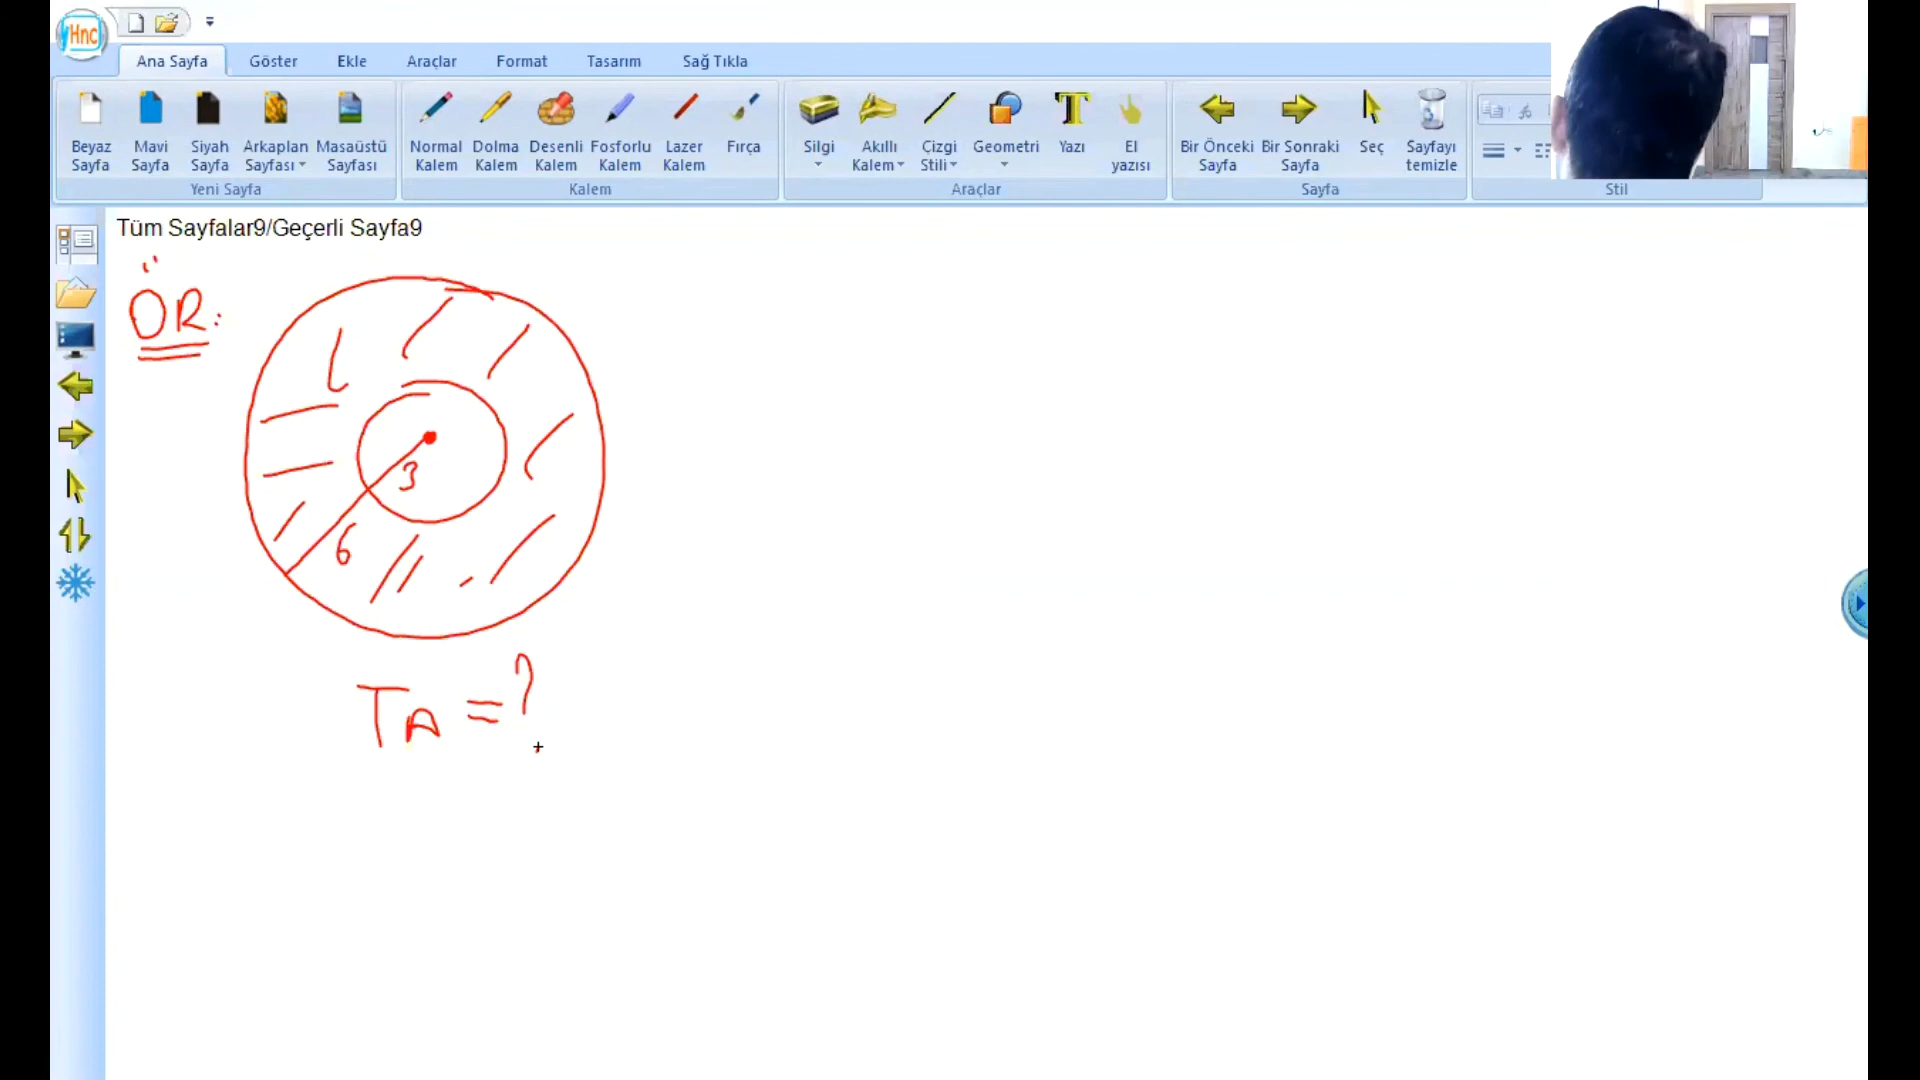 Hnc
Ana Sayfa Göster Ekle Araçlar Format Tasarım Sağ Tıkla
Beyaz Sayfa Mavi Sayfa Siyah Sayfa Arkaplan Sayfası Masaüstü Sayfası Normal Kalem Dolma Kalem Desenli Kalem Fosforlu Kalem Lazer Kalem Fırça Silgi Akıllı Kalem Çizgi Stili Geometri Yazı El yazısı Bir Önceki Sayfa Bir Sonraki Sayfa Seç Sayfayı temizle
Yeni Sayfa Kalem Araçlar Sayfa Stil
Tüm Sayfalar9/Geçerli Sayfa9
ÖR:
3
6
TA = ?